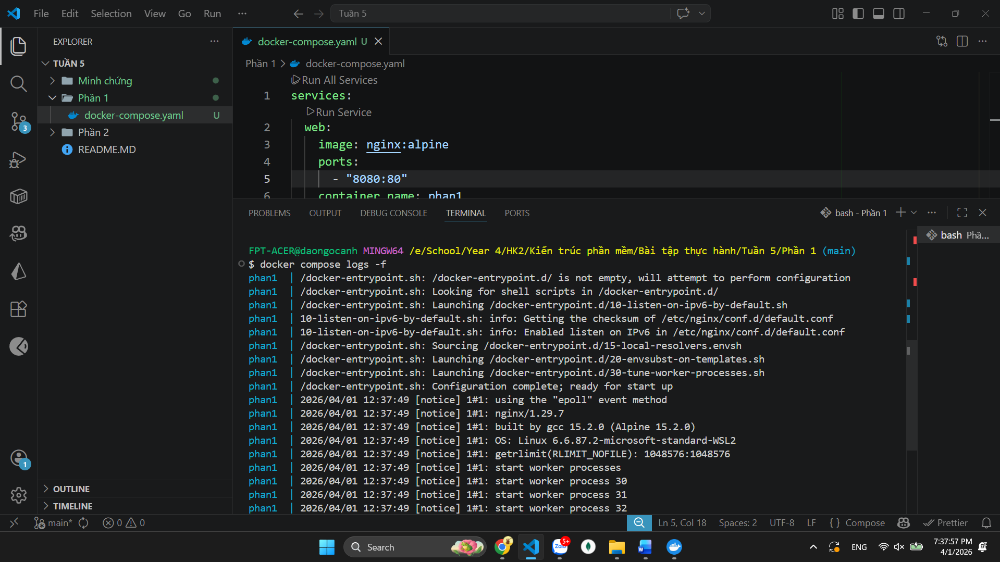 File Edit Selection View Go Run ··· Tuần 5
EXPLORER
TUẦN 5
Minh chứng
Phần 1
docker-compose.yaml U
Phần 2
README.MD
OUTLINE
TIMELINE
3
1
docker-compose.yaml U
Phần 1 > docker-compose.yaml
Run All Services
1 services:
Run Service
2 web:
3 image: nginx:alpine
4 ports:
5 - "8080:80"
6 container_name: phan1
PROBLEMS OUTPUT DEBUG CONSOLE TERMINAL PORTS
bash - Phần 1
bash Phầ...
FPT-ACER@daongocanh MINGW64 /e/School/Year 4/HK2/Kiến trúc phần mềm/Bài tập thực hành/Tuần 5/Phần 1 (main)
$ docker compose logs -f
phan1 | /docker-entrypoint.sh: /docker-entrypoint.d/ is not empty, will attempt to perform configuration
phan1 | /docker-entrypoint.sh: Looking for shell scripts in /docker-entrypoint.d/
phan1 | /docker-entrypoint.sh: Launching /docker-entrypoint.d/10-listen-on-ipv6-by-default.sh
phan1 | 10-listen-on-ipv6-by-default.sh: info: Getting the checksum of /etc/nginx/conf.d/default.conf
phan1 | 10-listen-on-ipv6-by-default.sh: info: Enabled listen on IPv6 in /etc/nginx/conf.d/default.conf
phan1 | /docker-entrypoint.sh: Sourcing /docker-entrypoint.d/15-local-resolvers.envsh
phan1 | /docker-entrypoint.sh: Launching /docker-entrypoint.d/20-envsubst-on-templates.sh
phan1 | /docker-entrypoint.sh: Launching /docker-entrypoint.d/30-tune-worker-processes.sh
phan1 | /docker-entrypoint.sh: Configuration complete; ready for start up
phan1 | 2026/04/01 12:37:49 [notice] 1#1: using the "epoll" event method
phan1 | 2026/04/01 12:37:49 [notice] 1#1: nginx/1.29.7
phan1 | 2026/04/01 12:37:49 [notice] 1#1: built by gcc 15.2.0 (Alpine 15.2.0)
phan1 | 2026/04/01 12:37:49 [notice] 1#1: OS: Linux 6.6.87.2-microsoft-standard-WSL2
phan1 | 2026/04/01 12:37:49 [notice] 1#1: getrlimit(RLIMIT_NOFILE): 1048576:1048576
phan1 | 2026/04/01 12:37:49 [notice] 1#1: start worker processes
phan1 | 2026/04/01 12:37:49 [notice] 1#1: start worker process 30
phan1 | 2026/04/01 12:37:49 [notice] 1#1: start worker process 31
phan1 | 2026/04/01 12:37:49 [notice] 1#1: start worker process 32
main* 0 0 Ln 5, Col 18 Spaces: 2 UTF-8 LF { } Compose Prettier
Search Zalo 5+ W ENG 7:37:57 PM
4/1/2026